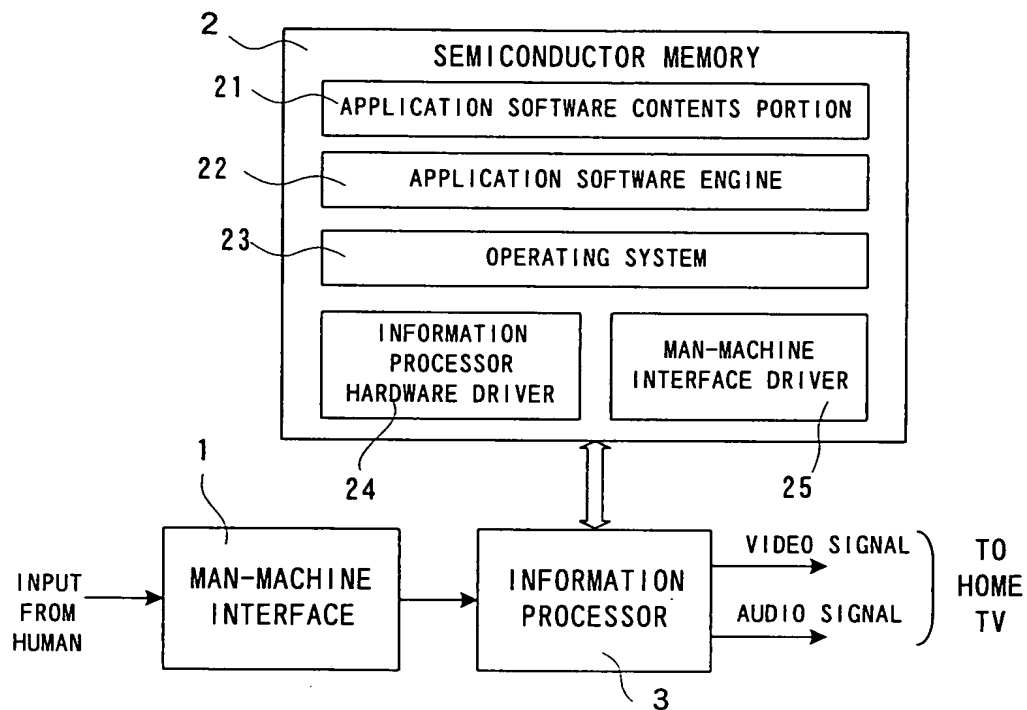 2
SEMICONDUCTOR MEMORY
21
APPLICATION SOFTWARE CONTENTS PORTION
22
APPLICATION SOFTWARE ENGINE
23
OPERATING SYSTEM
INFORMATION
PROCESSOR
HARDWARE DRIVER
MAN-MACHINE
INTERFACE DRIVER
24
25
1
MAN-MACHINE
INTERFACE
INPUT
FROM
HUMAN
INFORMATION
PROCESSOR
3
VIDEO SIGNAL
AUDIO SIGNAL
TO
HOME
TV